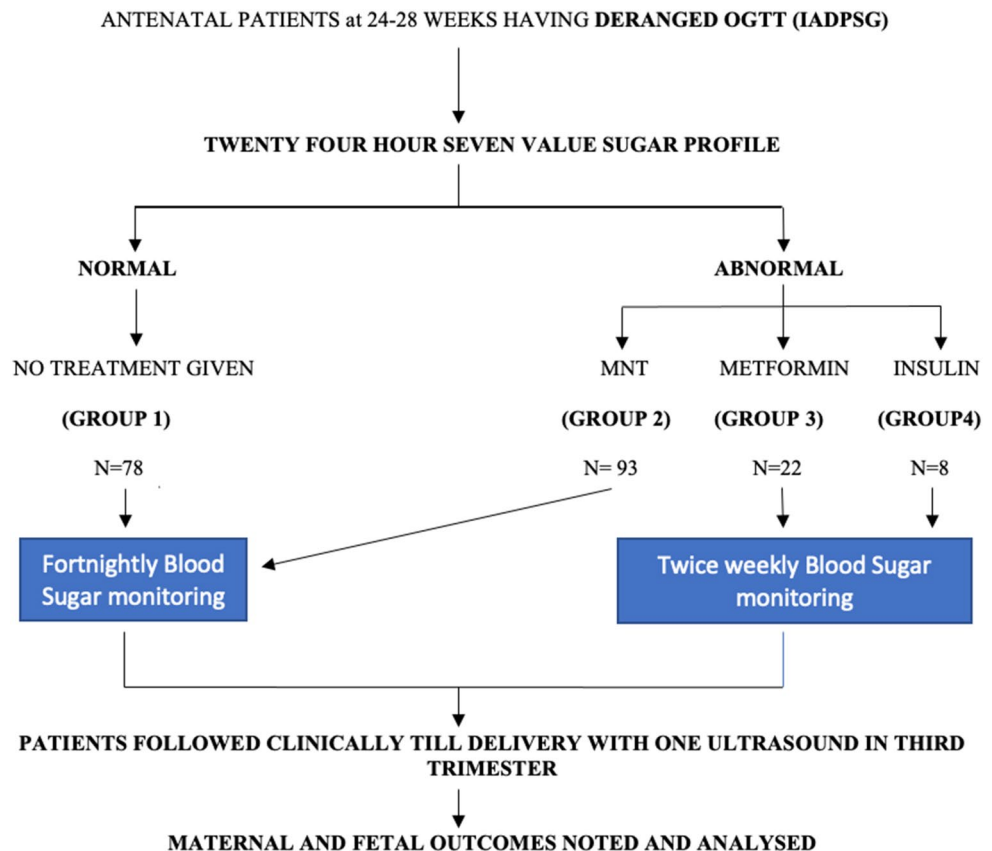 ANTENATAL PATIENTS at 24-28 WEEKS HAVING DERANGED OGTT (IADPSG)
TWENTY FOUR HOUR SEVEN VALUE SUGAR PROFILE
NORMAL
ABNORMAL
NO TREATMENT GIVEN
MNT
METFORMIN
INSULIN
(GROUP 1)
(GROUP 2)
(GROUP 3)
(GROUP4)
N=78
N= 93
N=22
N=8
Fortnightly Blood
Sugar monitoring
Twice weekly Blood Sugar
monitoring
PATIENTS FOLLOWED CLINICALLY TILL DELIVERY WITH ONE ULTRASOUND IN THIRD
TRIMESTER
MATERNAL AND FETAL OUTCOMES NOTED AND ANALYSED